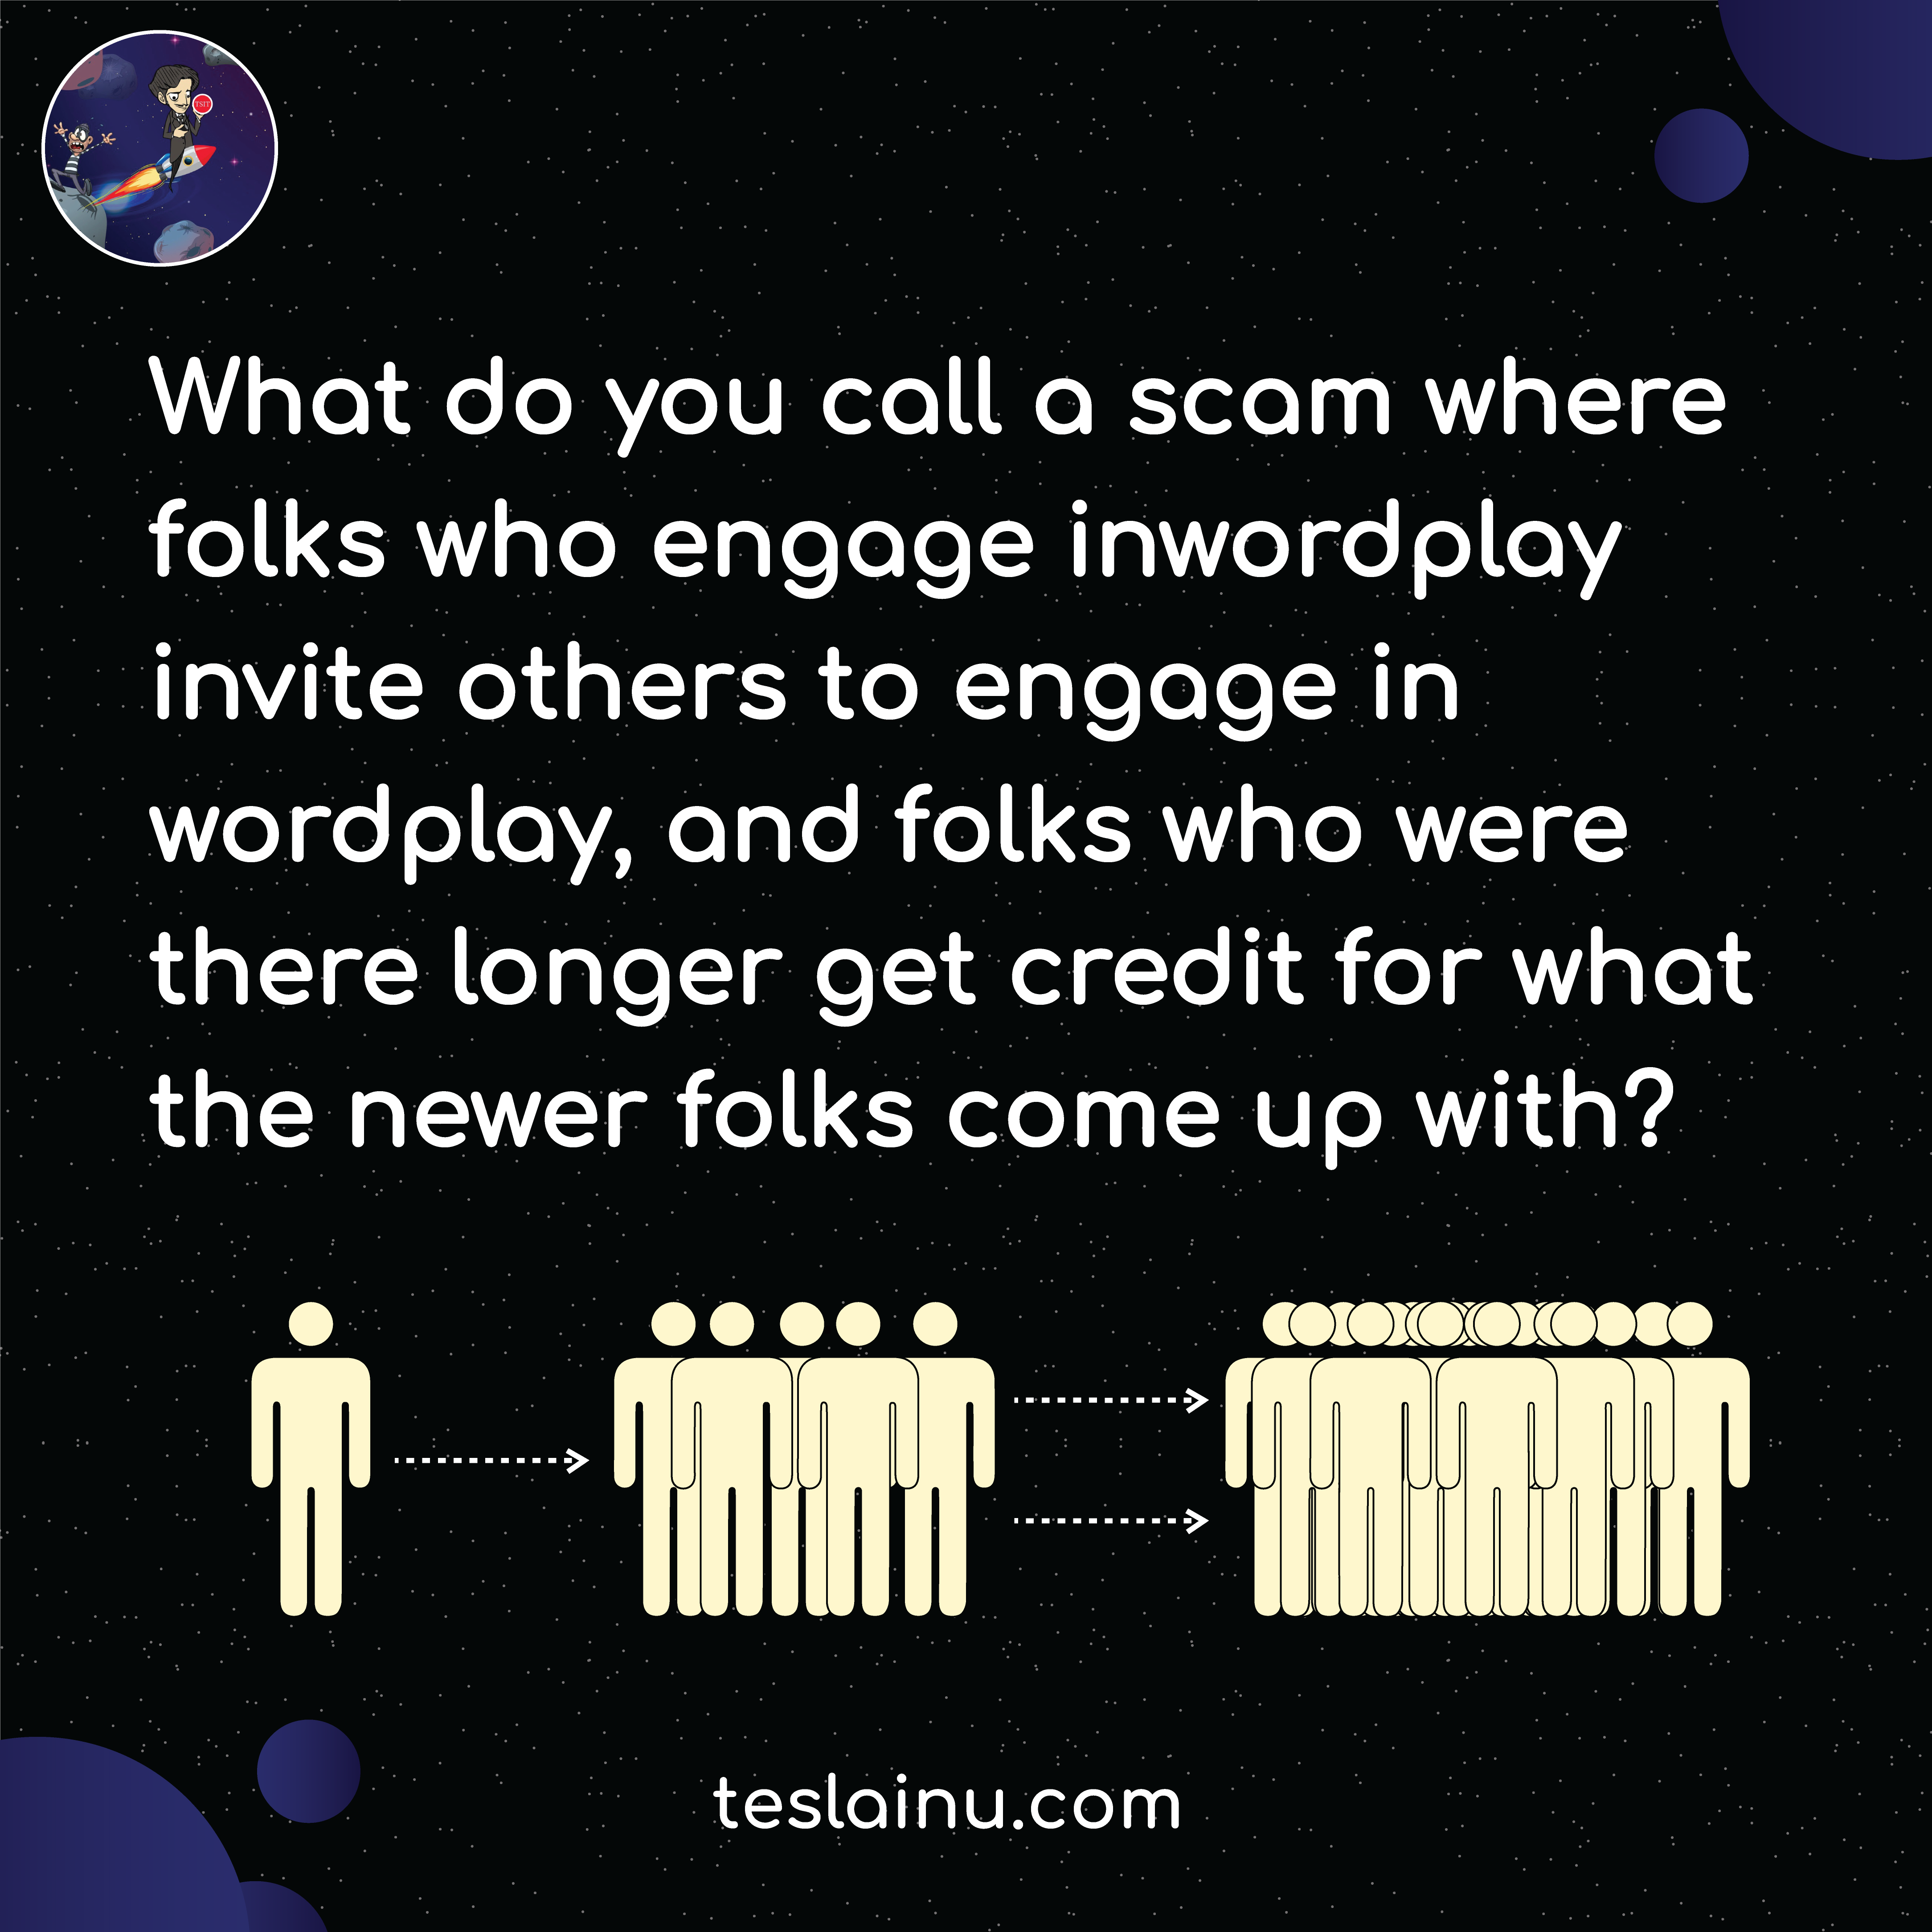 TSIT
What do you call a scam where
folks who engage inwordplay
invite others to engage in
wordplay, and folks who were
there longer get credit for what
the newer folks come up with?
teslainu.com